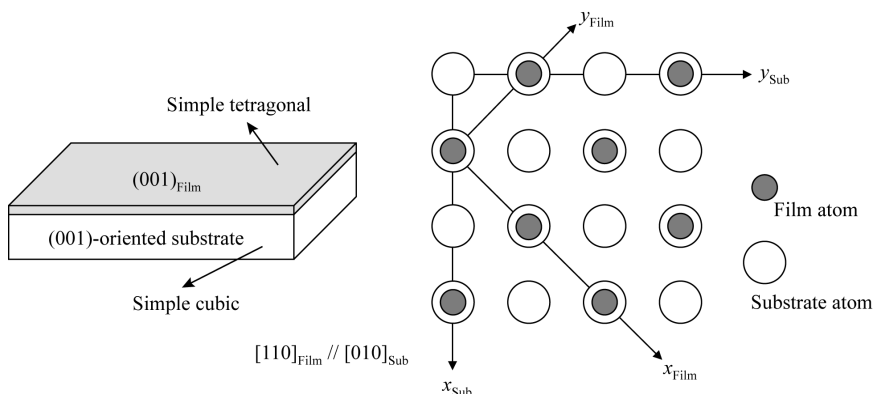 Simple tetragonal
(001)Film
(001)-oriented substrate
Simple cubic
yFilm
ySub
Film atom
Substrate atom
[110]Film // [010]Sub
xSub
xFilm